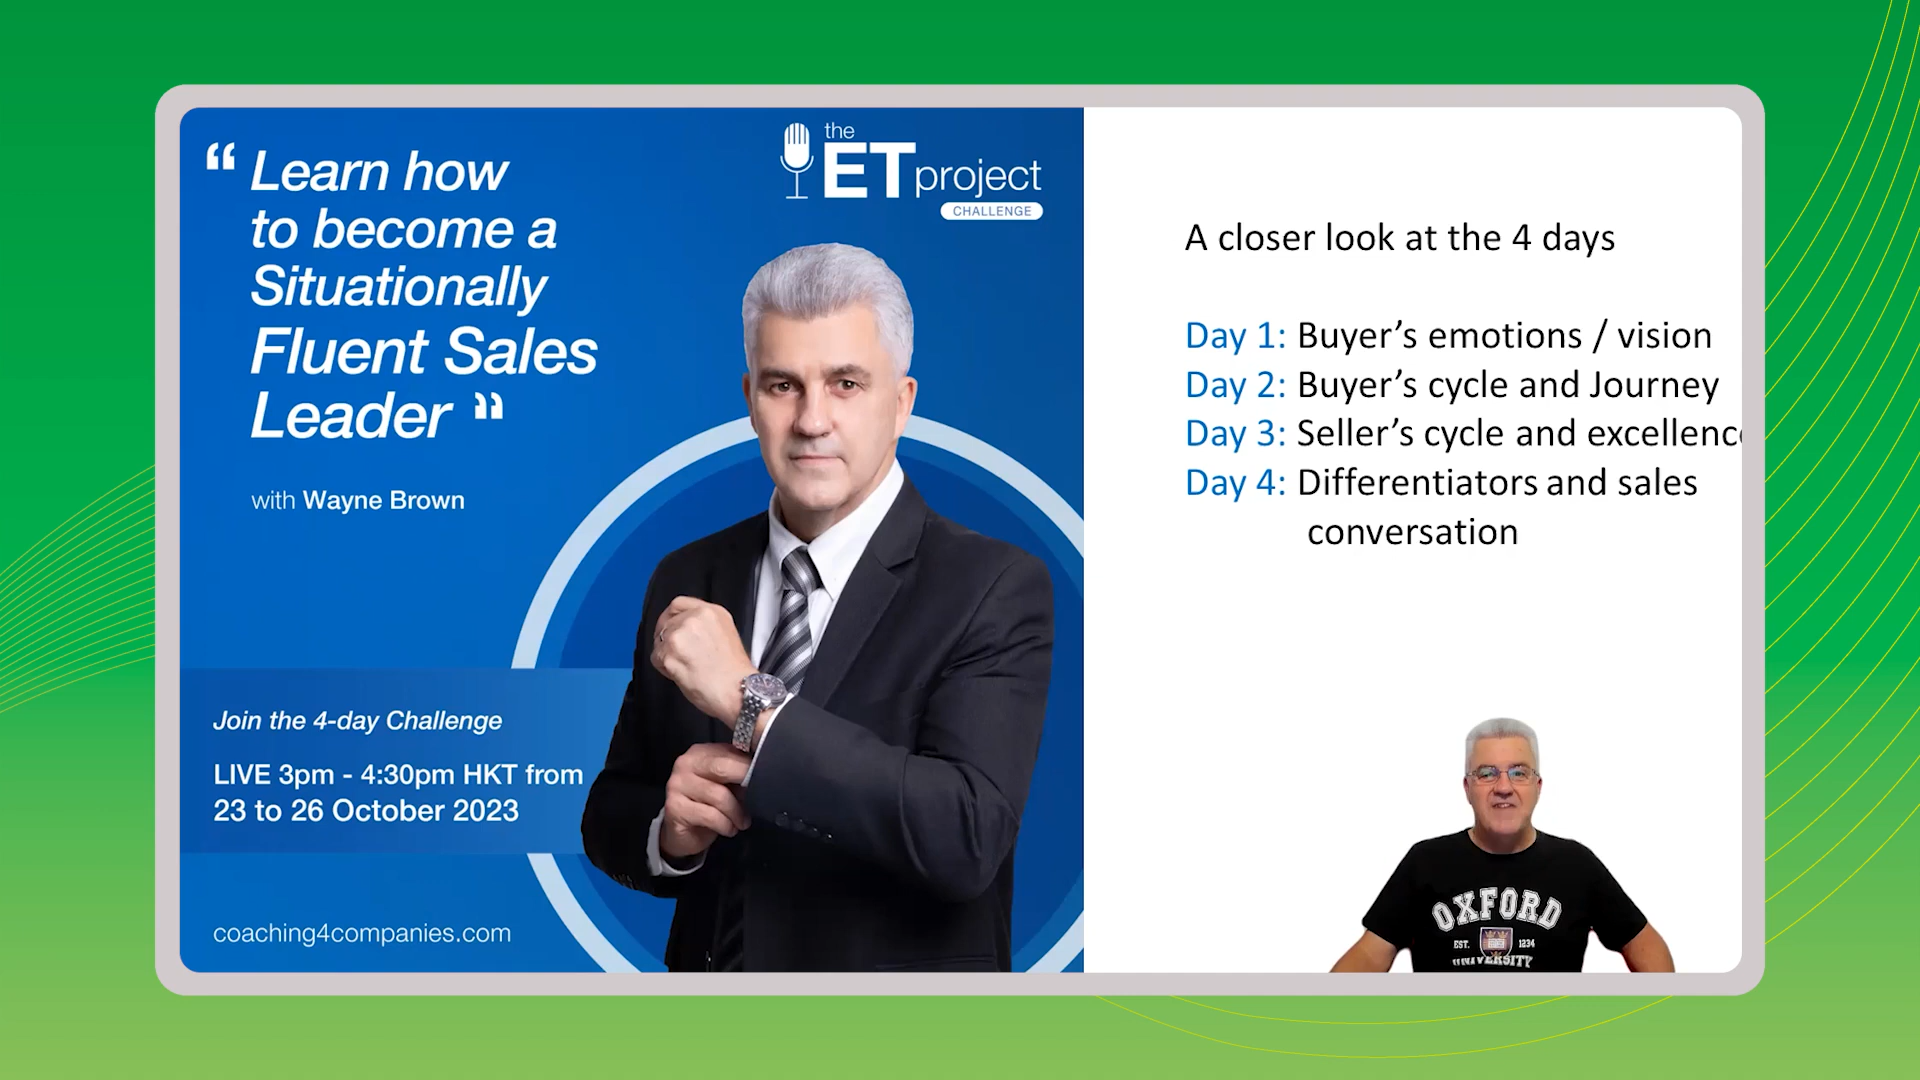 “ Learn how
to become a
Situationally
Fluent Sales
Leader ”
with Wayne Brown
the
ET project
CHALLENGE
Join the 4-day Challenge
LIVE 3pm - 4:30pm HKT from
23 to 26 October 2023
coaching4companies.com
A closer look at the 4 days
Day 1: Buyer’s emotions / vision
Day 2: Buyer’s cycle and Journey
Day 3: Seller’s cycle and excellence
Day 4: Differentiators and sales
conversation
OXFORD
EST. 1234
UNIVERSITY